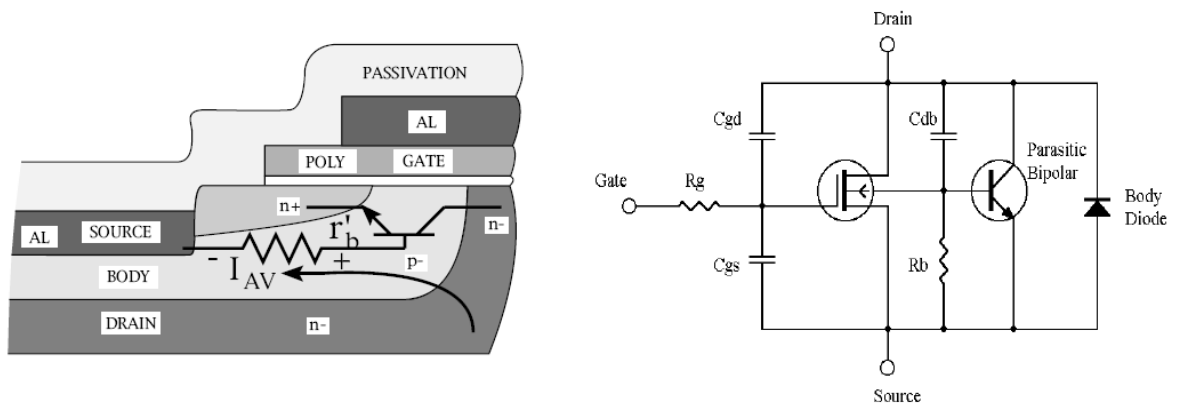 PASSIVATION
AL
POLY GATE
n+
n-
AL SOURCE
r'b
- I AV +
p-
BODY
DRAIN n-
Drain
Cgd Cdb
Parasitic
Bipolar
Gate Rg
Body
Diode
Cgs Rb
Source